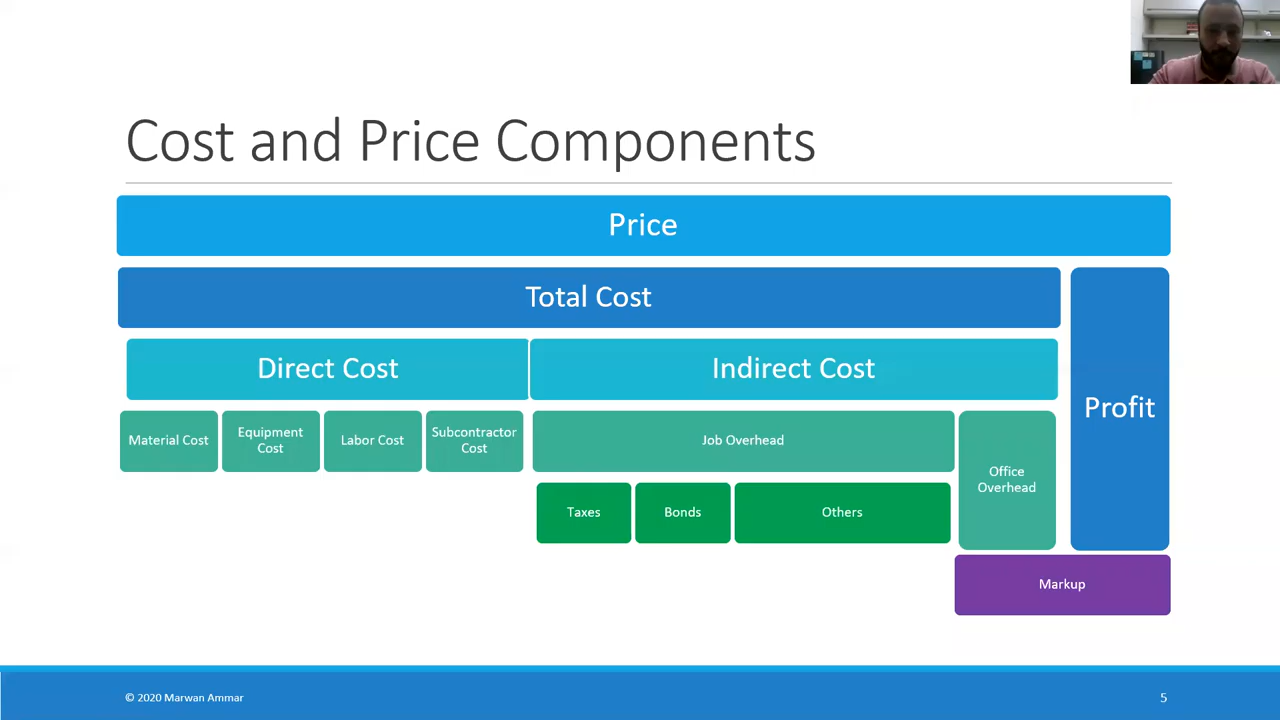 Cost and Price Components
Price
Total Cost
Profit
Direct Cost
Indirect Cost
Material Cost
Equipment
Cost
Labor Cost
Subcontractor
Cost
Job Overhead
Office
Overhead
Taxes
Bonds
Others
Markup
© 2020 Marwan Ammar
5